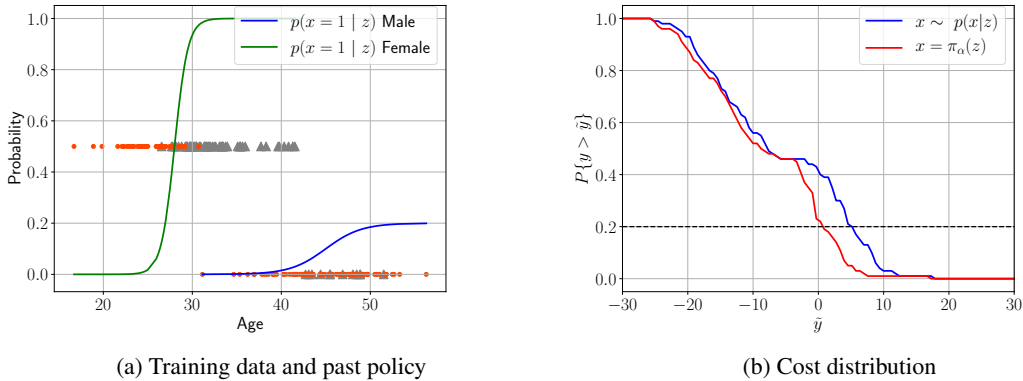 1.0
0.8
0.6
0.4
0.2
0.0
Probability
20
30
40
50
Age
p(x = 1 | z) Male
p(x = 1 | z) Female
(a) Training data and past policy
1.0
0.8
0.6
0.4
0.2
0.0
P{y > ỹ}
−30
−20
−10
0
10
20
30
ỹ
x ∼ p(x|z)
x = π_α(z)
(b) Cost distribution